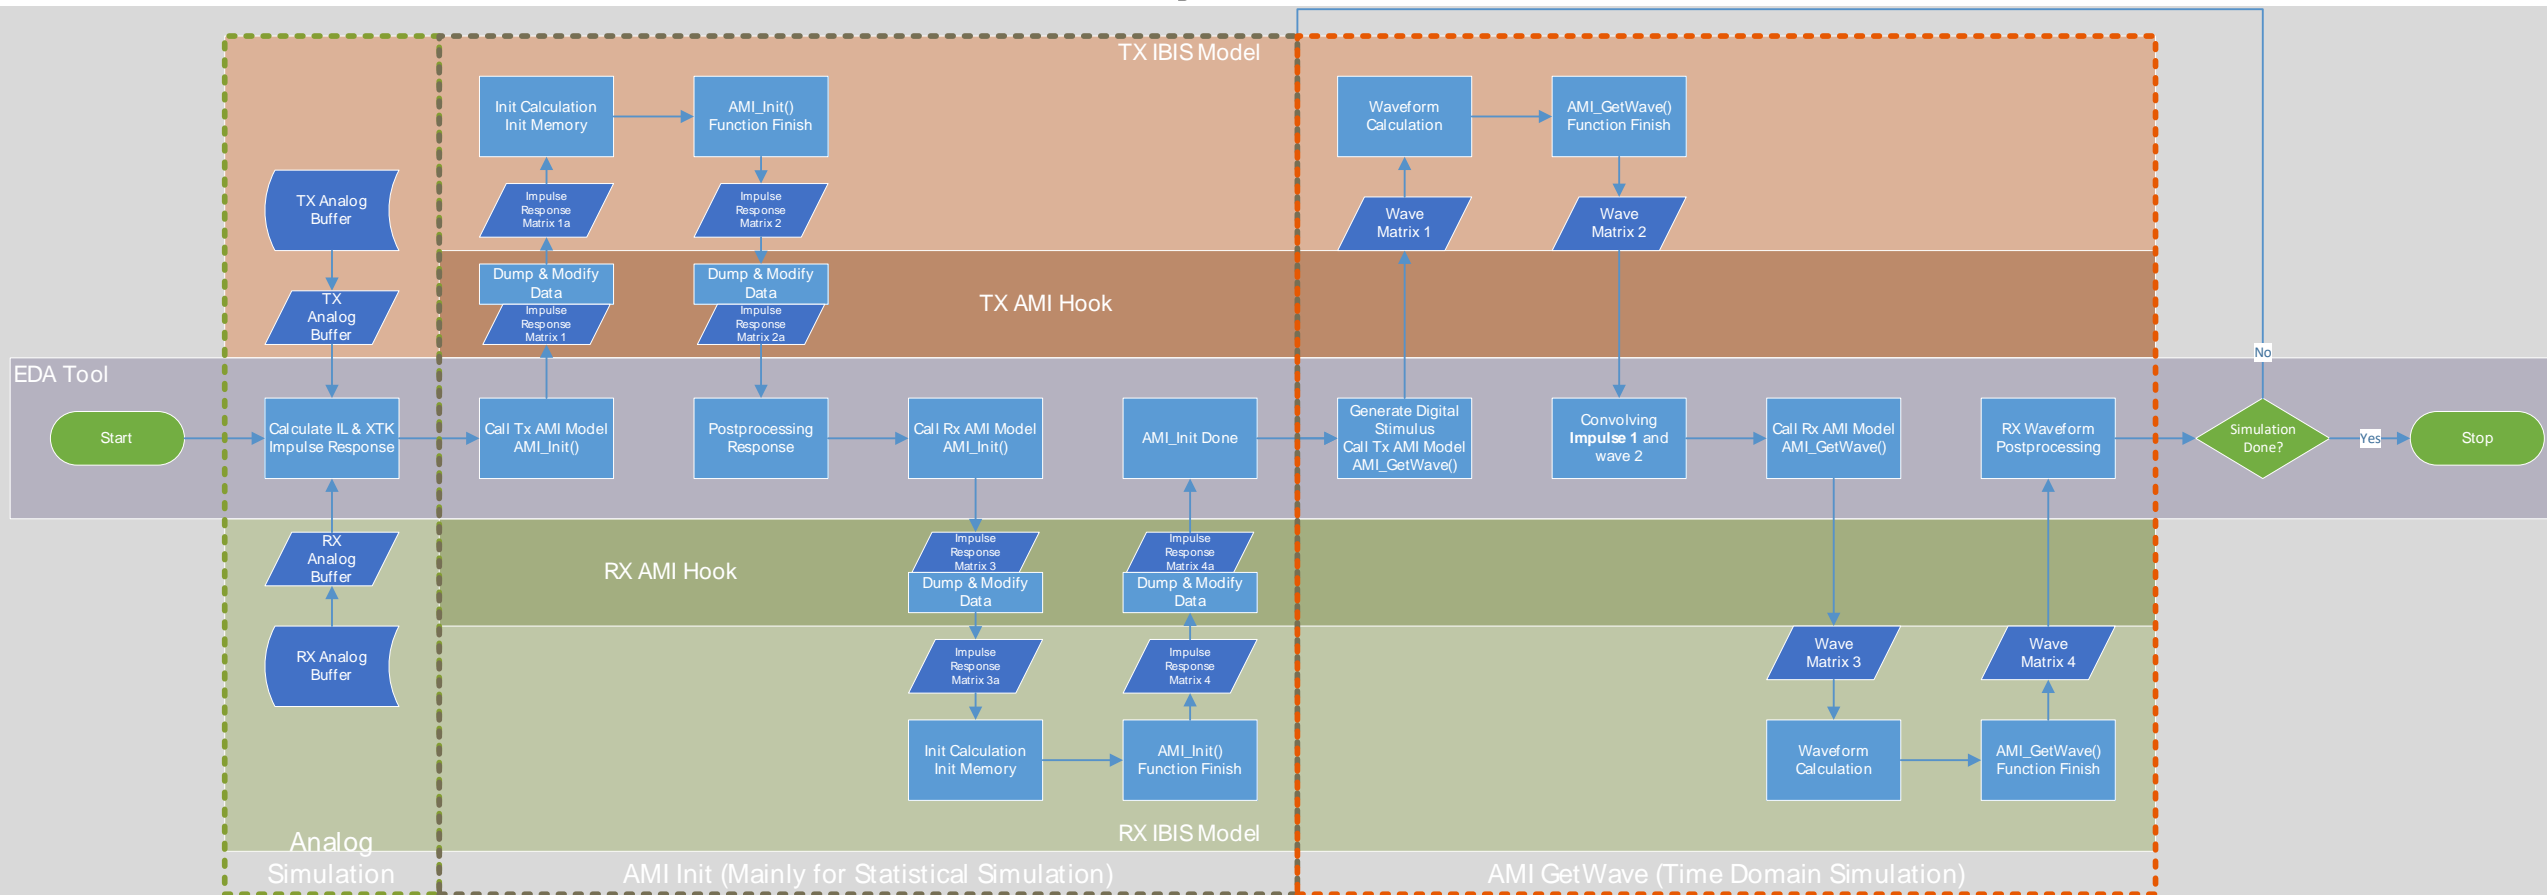 TX IBIS Model
Init Calculation
Init Memory
AMI_Init()
Function Finish
Waveform
Calculation
AMI_GetWave()
Function Finish
TX Analog
Buffer
Impulse
Response
Matrix 1a
Impulse
Response
Matrix 2
Wave
Matrix 1
Wave
Matrix 2
TX
Analog
Buffer
Dump & Modify
Data
Impulse
Response
Matrix 1
Dump & Modify
Data
Impulse
Response
Matrix 2a
TX AMI Hook
No
EDA Tool
Start
Calculate IL & XTK
Impulse Response
Call Tx AMI Model
AMI_Init()
Postprocessing
Response
Call Rx AMI Model
AMI_Init()
AMI_Init Done
Generate Digital
Stimulus
Call Tx AMI Model
AMI_GetWave()
Convolving
Impulse 1 and
wave 2
Call Rx AMI Model
AMI_GetWave()
RX Waveform
Postprocessing
Simulation
Done?
Yes
Stop
RX
Analog
Buffer
RX AMI Hook
Impulse
Response
Matrix 3
Dump & Modify
Data
Impulse
Response
Matrix 4a
Dump & Modify
Data
RX Analog
Buffer
Impulse
Response
Matrix 3a
Impulse
Response
Matrix 4
Wave
Matrix 3
Wave
Matrix 4
Init Calculation
Init Memory
AMI_Init()
Function Finish
Waveform
Calculation
AMI_GetWave()
Function Finish
RX IBIS Model
Analog
Simulation
AMI Init (Mainly for Statistical Simulation)
AMI GetWave (Time Domain Simulation)